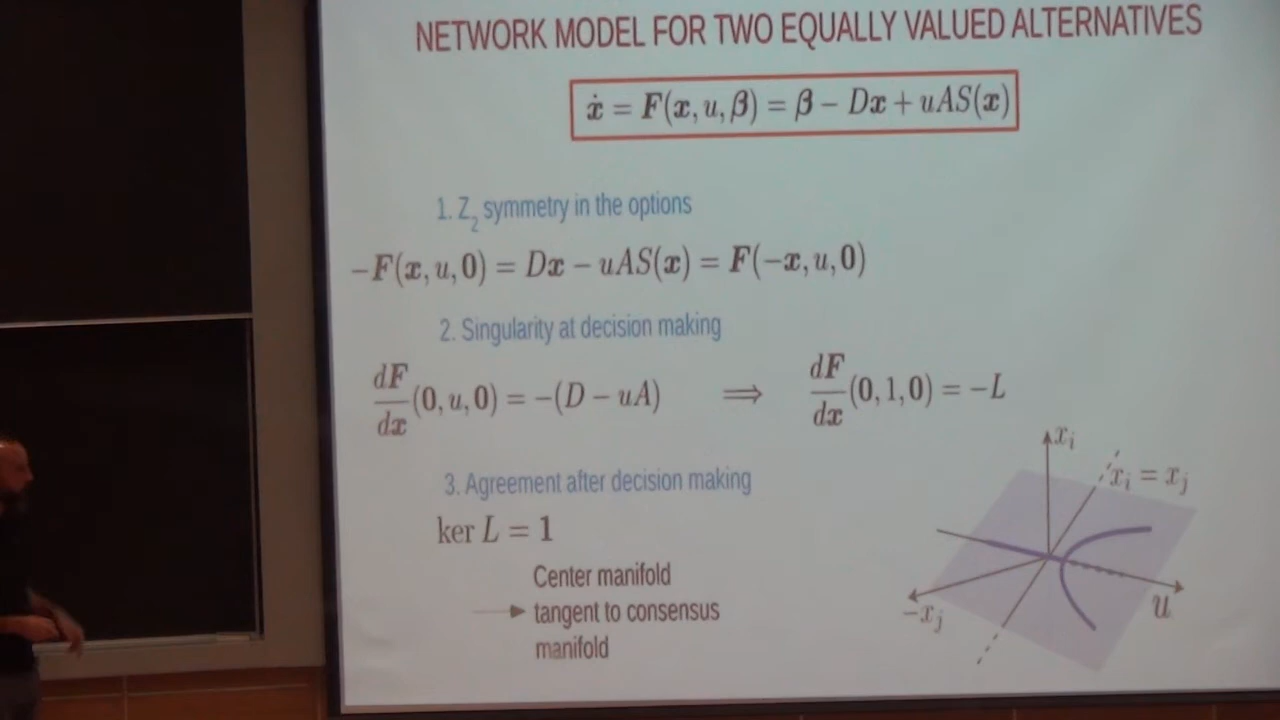 NETWORK MODEL FOR TWO EQUALLY VALUED ALTERNATIVES
ẋ = F(x, u, β) = β − Dx + uAS(x)
1. Z₂ symmetry in the options
−F(x, u, 0) = Dx − uAS(x) = F(−x, u, 0)
2. Singularity at decision making
dF/dx (0, u, 0) = −(D − uA) ⟹ dF/dx (0, 1, 0) = −L
3. Agreement after decision making
ker L = 1
Center manifold
tangent to consensus
manifold
xᵢ
xᵢ = xⱼ
−xⱼ
u